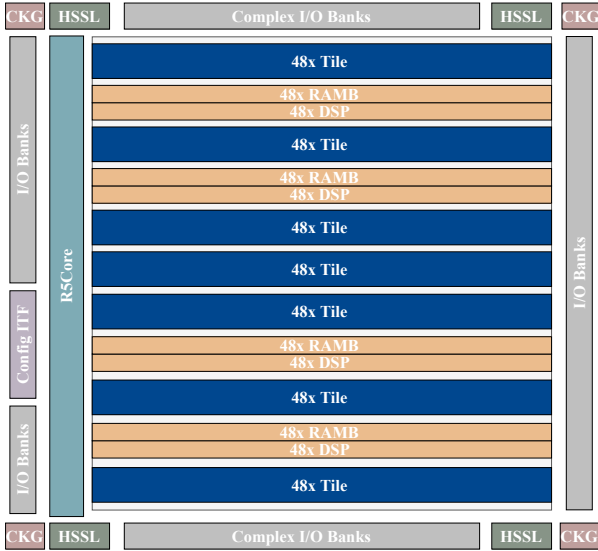 CKG
HSSL
Complex I/O Banks
HSSL
CKG
I/O Banks
Config ITF
I/O Banks
R5Core
48x Tile
48x RAMB
48x DSP
48x Tile
48x RAMB
48x DSP
48x Tile
48x Tile
48x Tile
48x RAMB
48x DSP
48x Tile
48x RAMB
48x DSP
48x Tile
I/O Banks
CKG
HSSL
Complex I/O Banks
HSSL
CKG